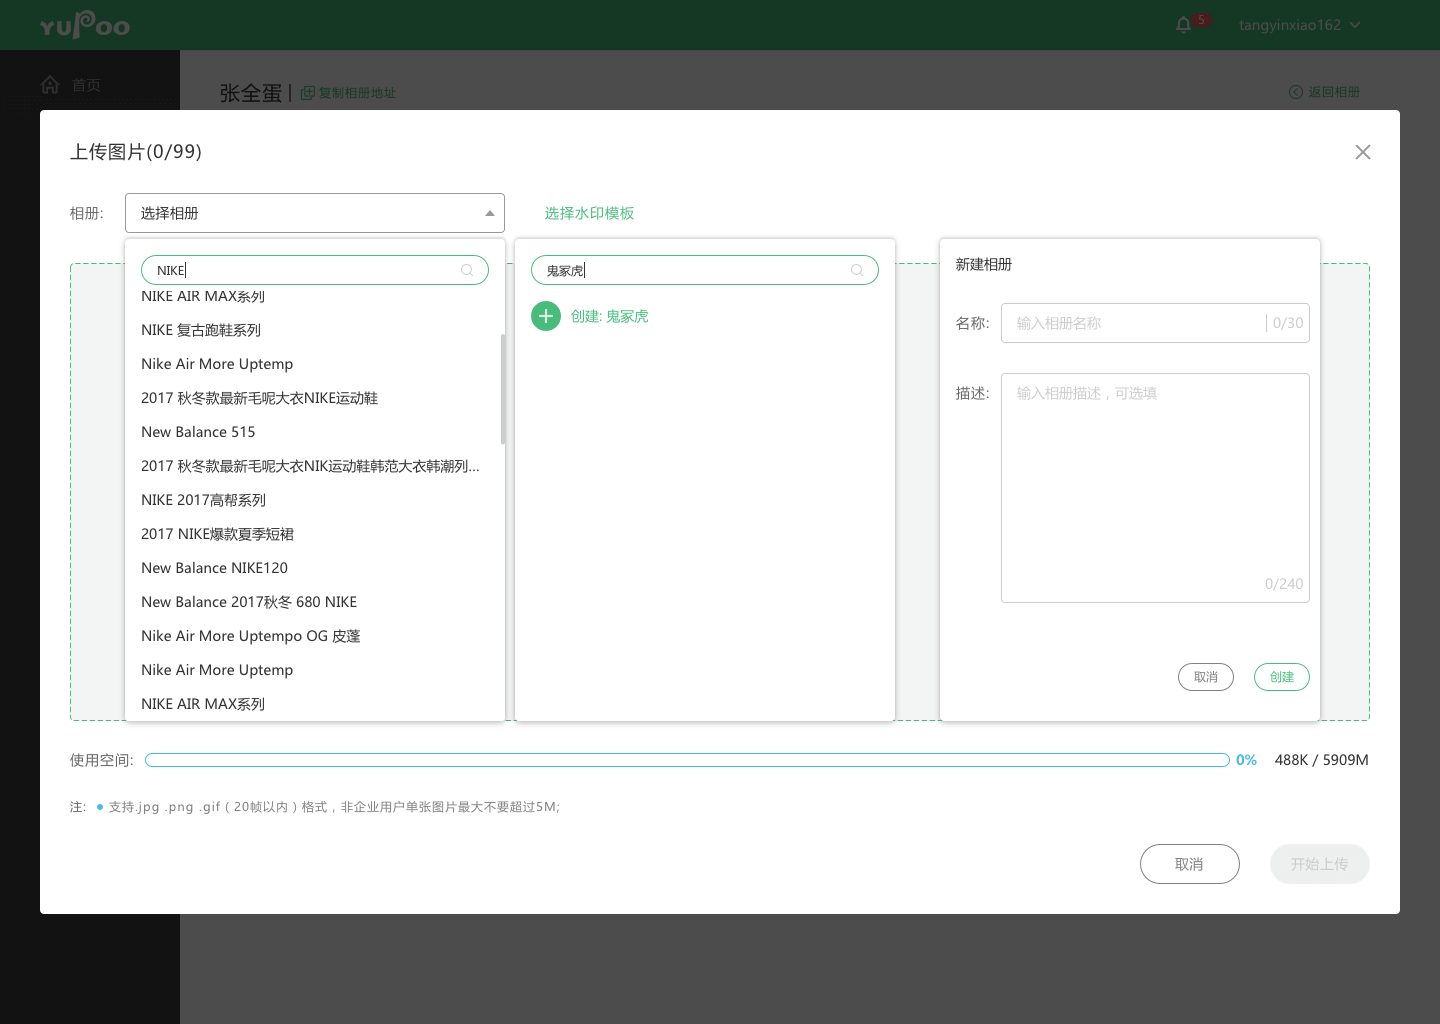 YUPOO
5
tangyinxiao162
首页
张全蛋 |
复制相册地址
返回相册
上传图片(0/99)
相册:
选择相册
选择水印模板
NIKE
NIKE AIR MAX系列
NIKE 复古跑鞋系列
Nike Air More Uptemp
2017 秋冬款最新毛呢大衣NIKE运动鞋
New Balance 515
2017 秋冬款最新毛呢大衣NIK运动鞋韩范大衣韩潮列...
NIKE 2017高帮系列
2017 NIKE爆款夏季短裙
New Balance NIKE120
New Balance 2017秋冬 680 NIKE
Nike Air More Uptempo OG 皮蓬
Nike Air More Uptemp
NIKE AIR MAX系列
鬼冢虎
创建: 鬼冢虎
新建相册
名称:
输入相册名称
0/30
描述:
输入相册描述，可选填
0/240
取消
创建
使用空间:
0%
488K / 5909M
注: ● 支持.jpg .png .gif（20帧以内）格式，非企业用户单张图片最大不要超过5M;
取消
开始上传